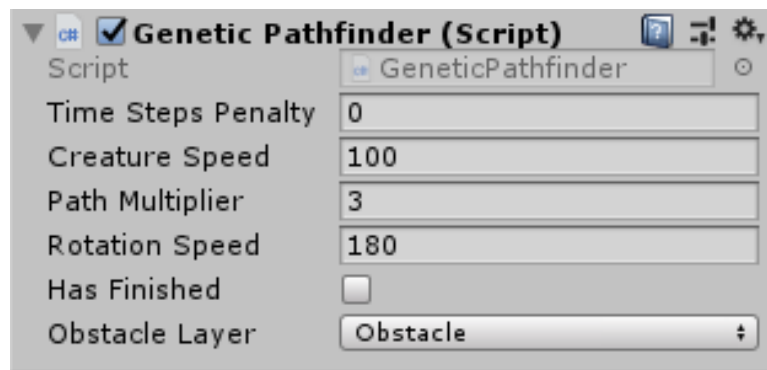 c# Genetic Pathfinder (Script)
Script GeneticPathfinder
Time Steps Penalty 0
Creature Speed 100
Path Multiplier 3
Rotation Speed 180
Has Finished
Obstacle Layer Obstacle